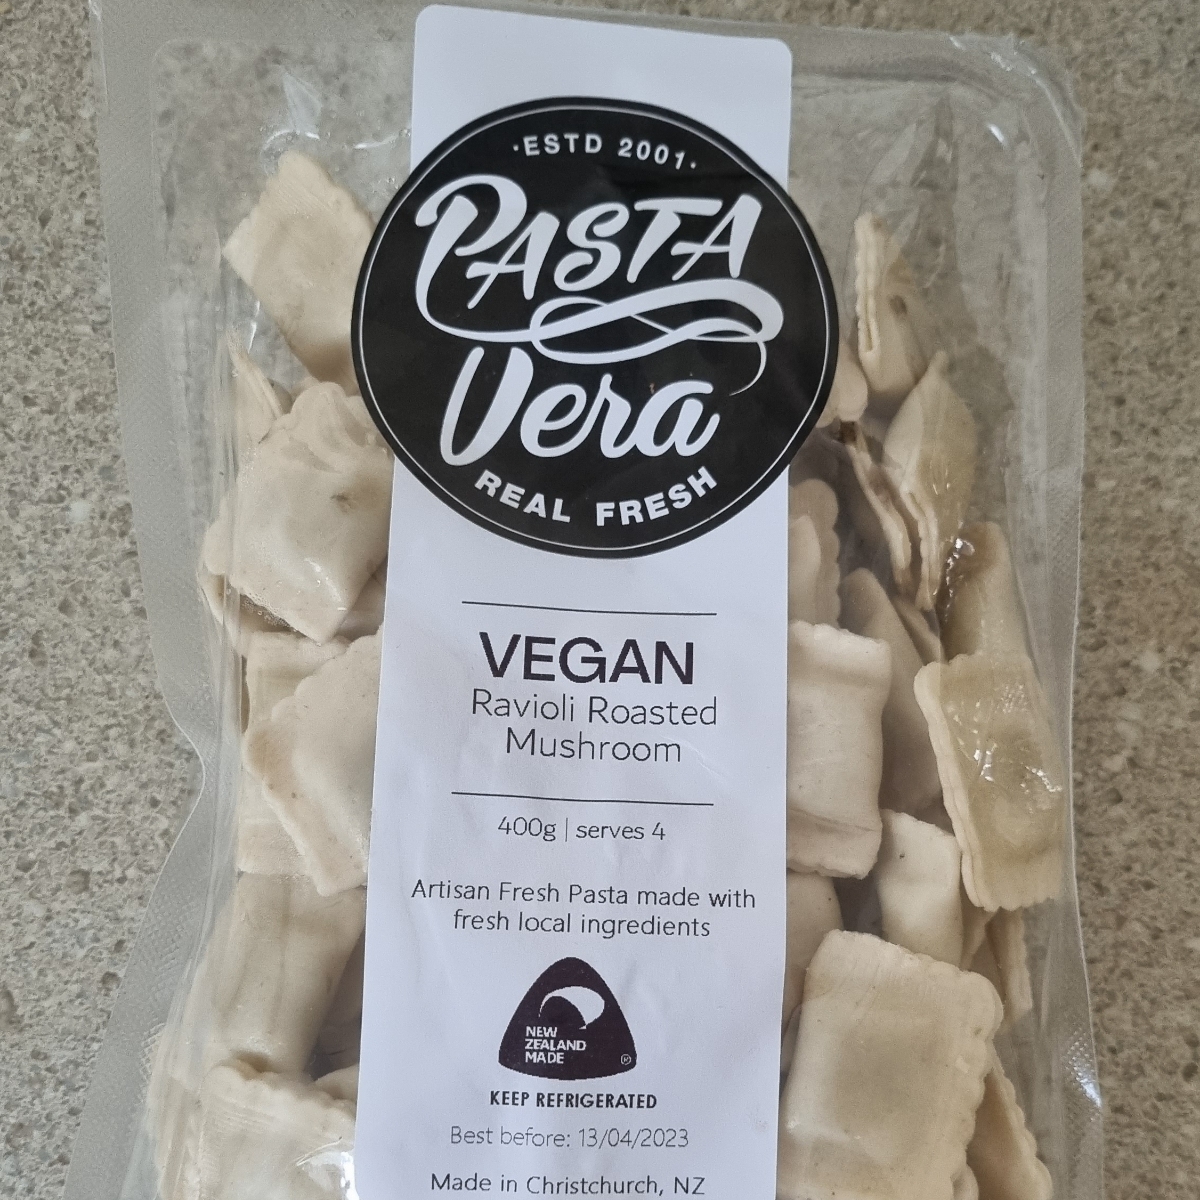 ·ESTD 2001·
PASTA
Vera
REAL FRESH
VEGAN
Ravioli Roasted
Mushroom
400g | serves 4
Artisan Fresh Pasta made with
fresh local ingredients
NEW
ZEALAND
MADE ®
KEEP REFRIGERATED
Best before: 13/04/2023
Made in Christchurch, NZ